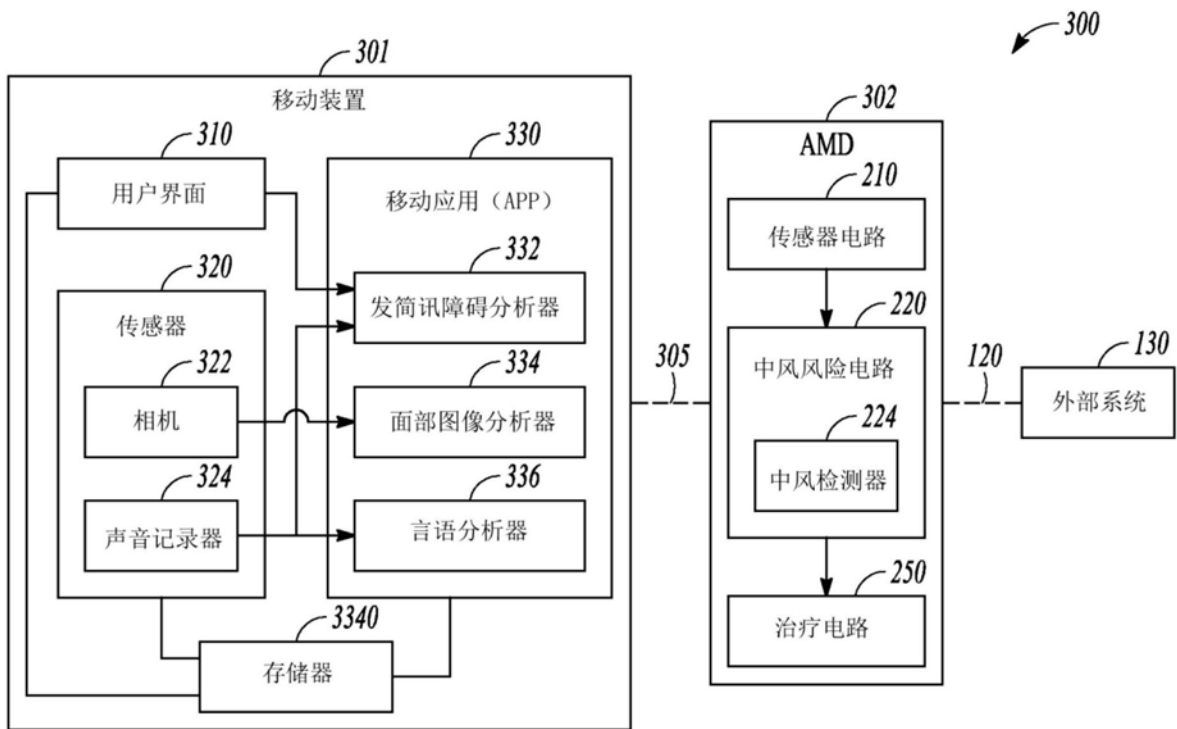 300
301
移动装置
310
用户界面
320
传感器
322
相机
324
声音记录器
3340
存储器
330
移动应用（APP）
332
发简讯障碍分析器
334
面部图像分析器
336
言语分析器
305
302
AMD
210
传感器电路
220
中风风险电路
224
中风检测器
250
治疗电路
120
130
外部系统